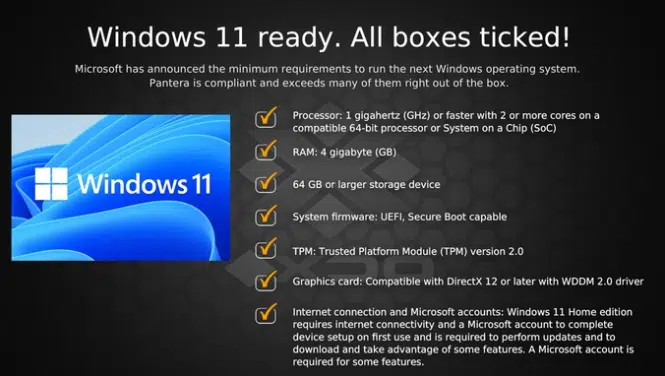 Windows 11 ready. All boxes ticked!
Microsoft has announced the minimum requirements to run the next Windows operating system.
Pantera is compliant and exceeds many of them right out of the box.
Windows 11
Processor: 1 gigahertz (GHz) or faster with 2 or more cores on a
compatible 64-bit processor or System on a Chip (SoC)
RAM: 4 gigabyte (GB)
64 GB or larger storage device
System firmware: UEFI, Secure Boot capable
TPM: Trusted Platform Module (TPM) version 2.0
Graphics card: Compatible with DirectX 12 or later with WDDM 2.0 driver
Internet connection and Microsoft accounts: Windows 11 Home edition
requires internet connectivity and a Microsoft account to complete
device setup on first use and is required to perform updates and to
download and take advantage of some features. A Microsoft account is
required for some features.